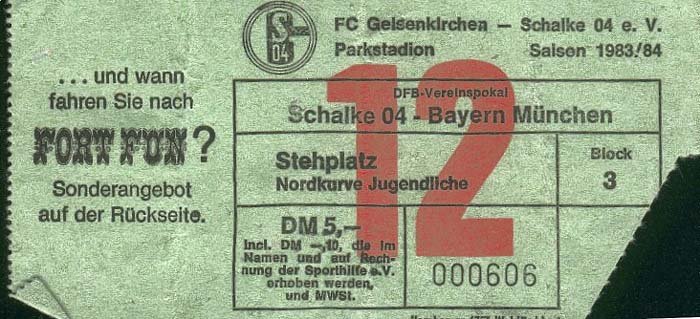 ... und wann
fahren Sie nach
FORT FUN?
Sonderangebot
auf der Rückseite.
S
04
FC Gelsenkirchen – Schalke 04 e. V.
Parkstadion Saison 1983/84
12
DFB-Vereinspokal
Schalke 04 - Bayern München
Stehplatz
Nordkurve Jugendliche
Block
3
DM 5,–
incl. DM –,10, die im
Namen und auf Rech-
nung der Sporthilfe e.V.
erhoben werden,
und MWSt.
000606